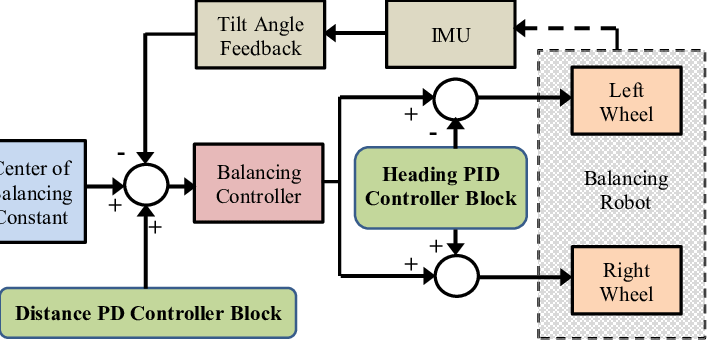 Tilt Angle
Feedback
IMU
Left
Wheel
+
-
-
Center of
Balancing
Constant
+
+
Balancing
Controller
Heading PID
Controller Block
Balancing
Robot
+
+
Right
Wheel
Distance PD Controller Block